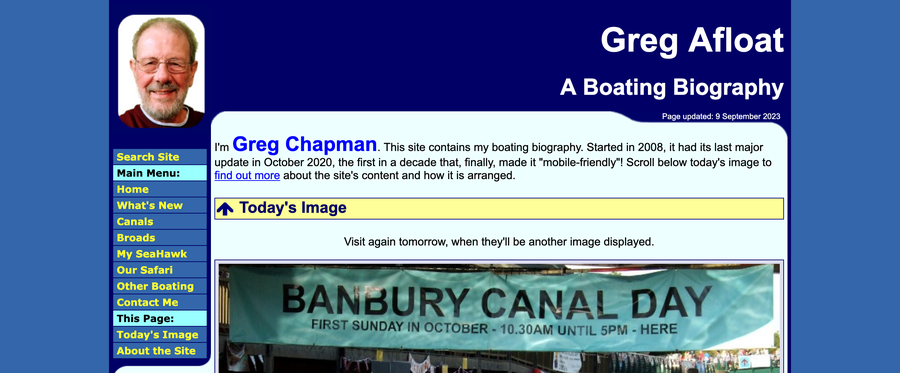 Greg Afloat
A Boating Biography
Page updated: 9 September 2023
Search Site
Main Menu:
Home
What's New
Canals
Broads
My SeaHawk
Our Safari
Other Boating
Contact Me
This Page:
Today's Image
About the Site
I'm Greg Chapman. This site contains my boating biography. Started in 2008, it had its last major
update in October 2020, the first in a decade that, finally, made it "mobile-friendly"! Scroll below today's image to
find out more about the site's content and how it is arranged.
Today's Image
Visit again tomorrow, when they'll be another image displayed.
BANBURY CANAL DAY
FIRST SUNDAY IN OCTOBER - 10.30AM UNTIL 5PM - HERE